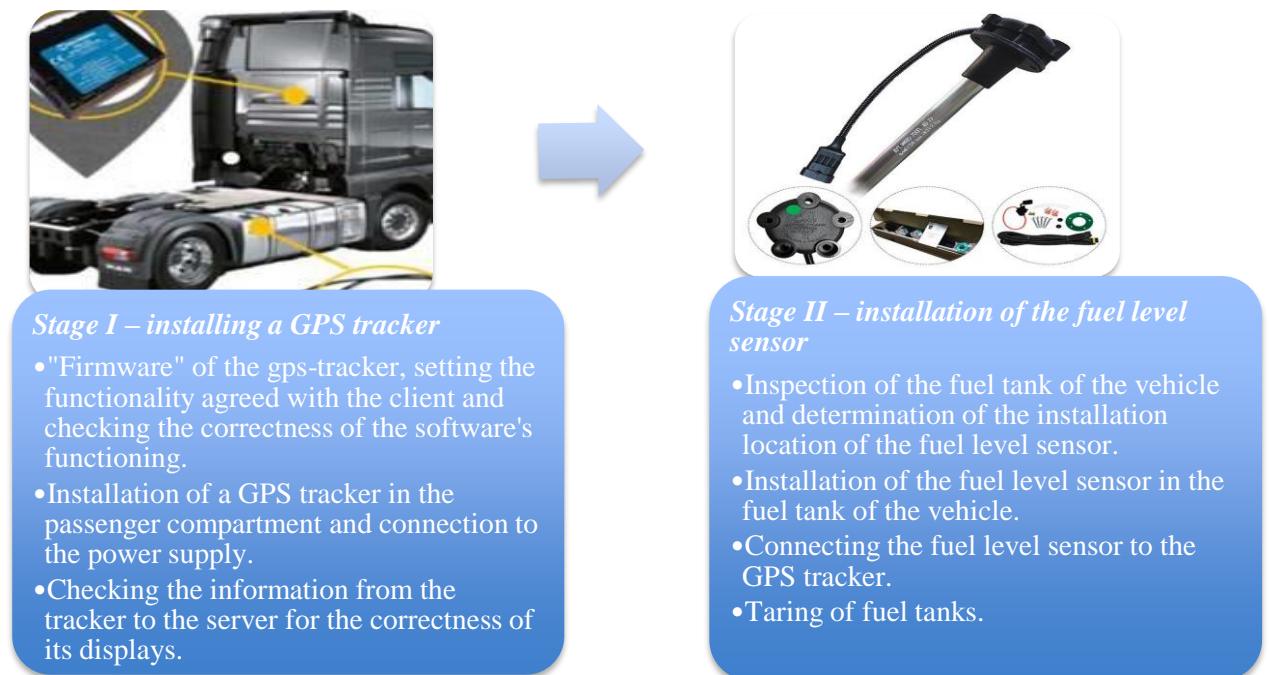 Stage I – installing a GPS tracker
•"Firmware" of the gps-tracker, setting the
functionality agreed with the client and
checking the correctness of the software's
functioning.
•Installation of a GPS tracker in the
passenger compartment and connection to
the power supply.
•Checking the information from the
tracker to the server for the correctness of
its displays.
Stage II – installation of the fuel level
sensor
•Inspection of the fuel tank of the vehicle
and determination of the installation
location of the fuel level sensor.
•Installation of the fuel level sensor in the
fuel tank of the vehicle.
•Connecting the fuel level sensor to the
GPS tracker.
•Taring of fuel tanks.